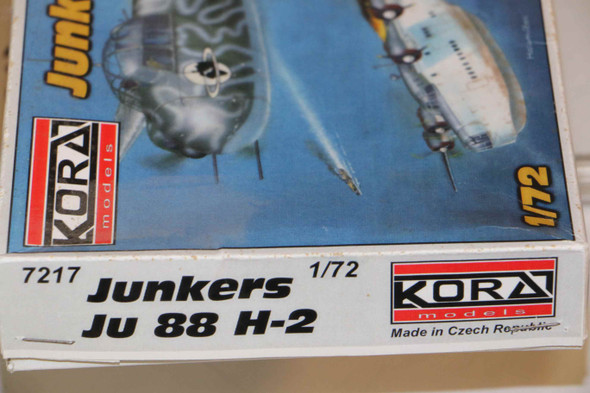 Junk
KORA
models
1/72
7217
Junkers
Ju 88 H-2
1/72
KORA
models
Made in Czech Republic